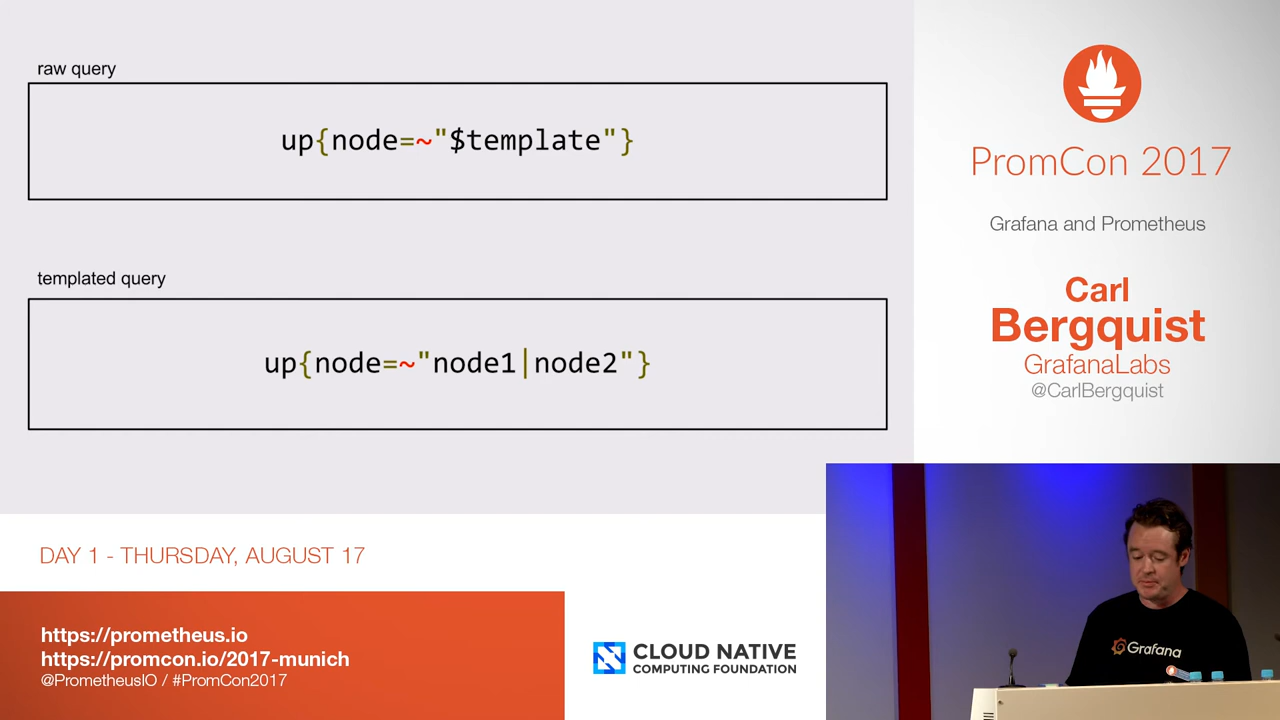 raw query
up{node=~"$template"}
templated query
up{node=~"node1|node2"}
PromCon 2017
Grafana and Prometheus
Carl
Bergquist
GrafanaLabs
@CarlBergquist
DAY 1 - THURSDAY, AUGUST 17
https://prometheus.io
https://promcon.io/2017-munich
@PrometheusIO / #PromCon2017
CLOUD NATIVE
COMPUTING FOUNDATION
Grafana